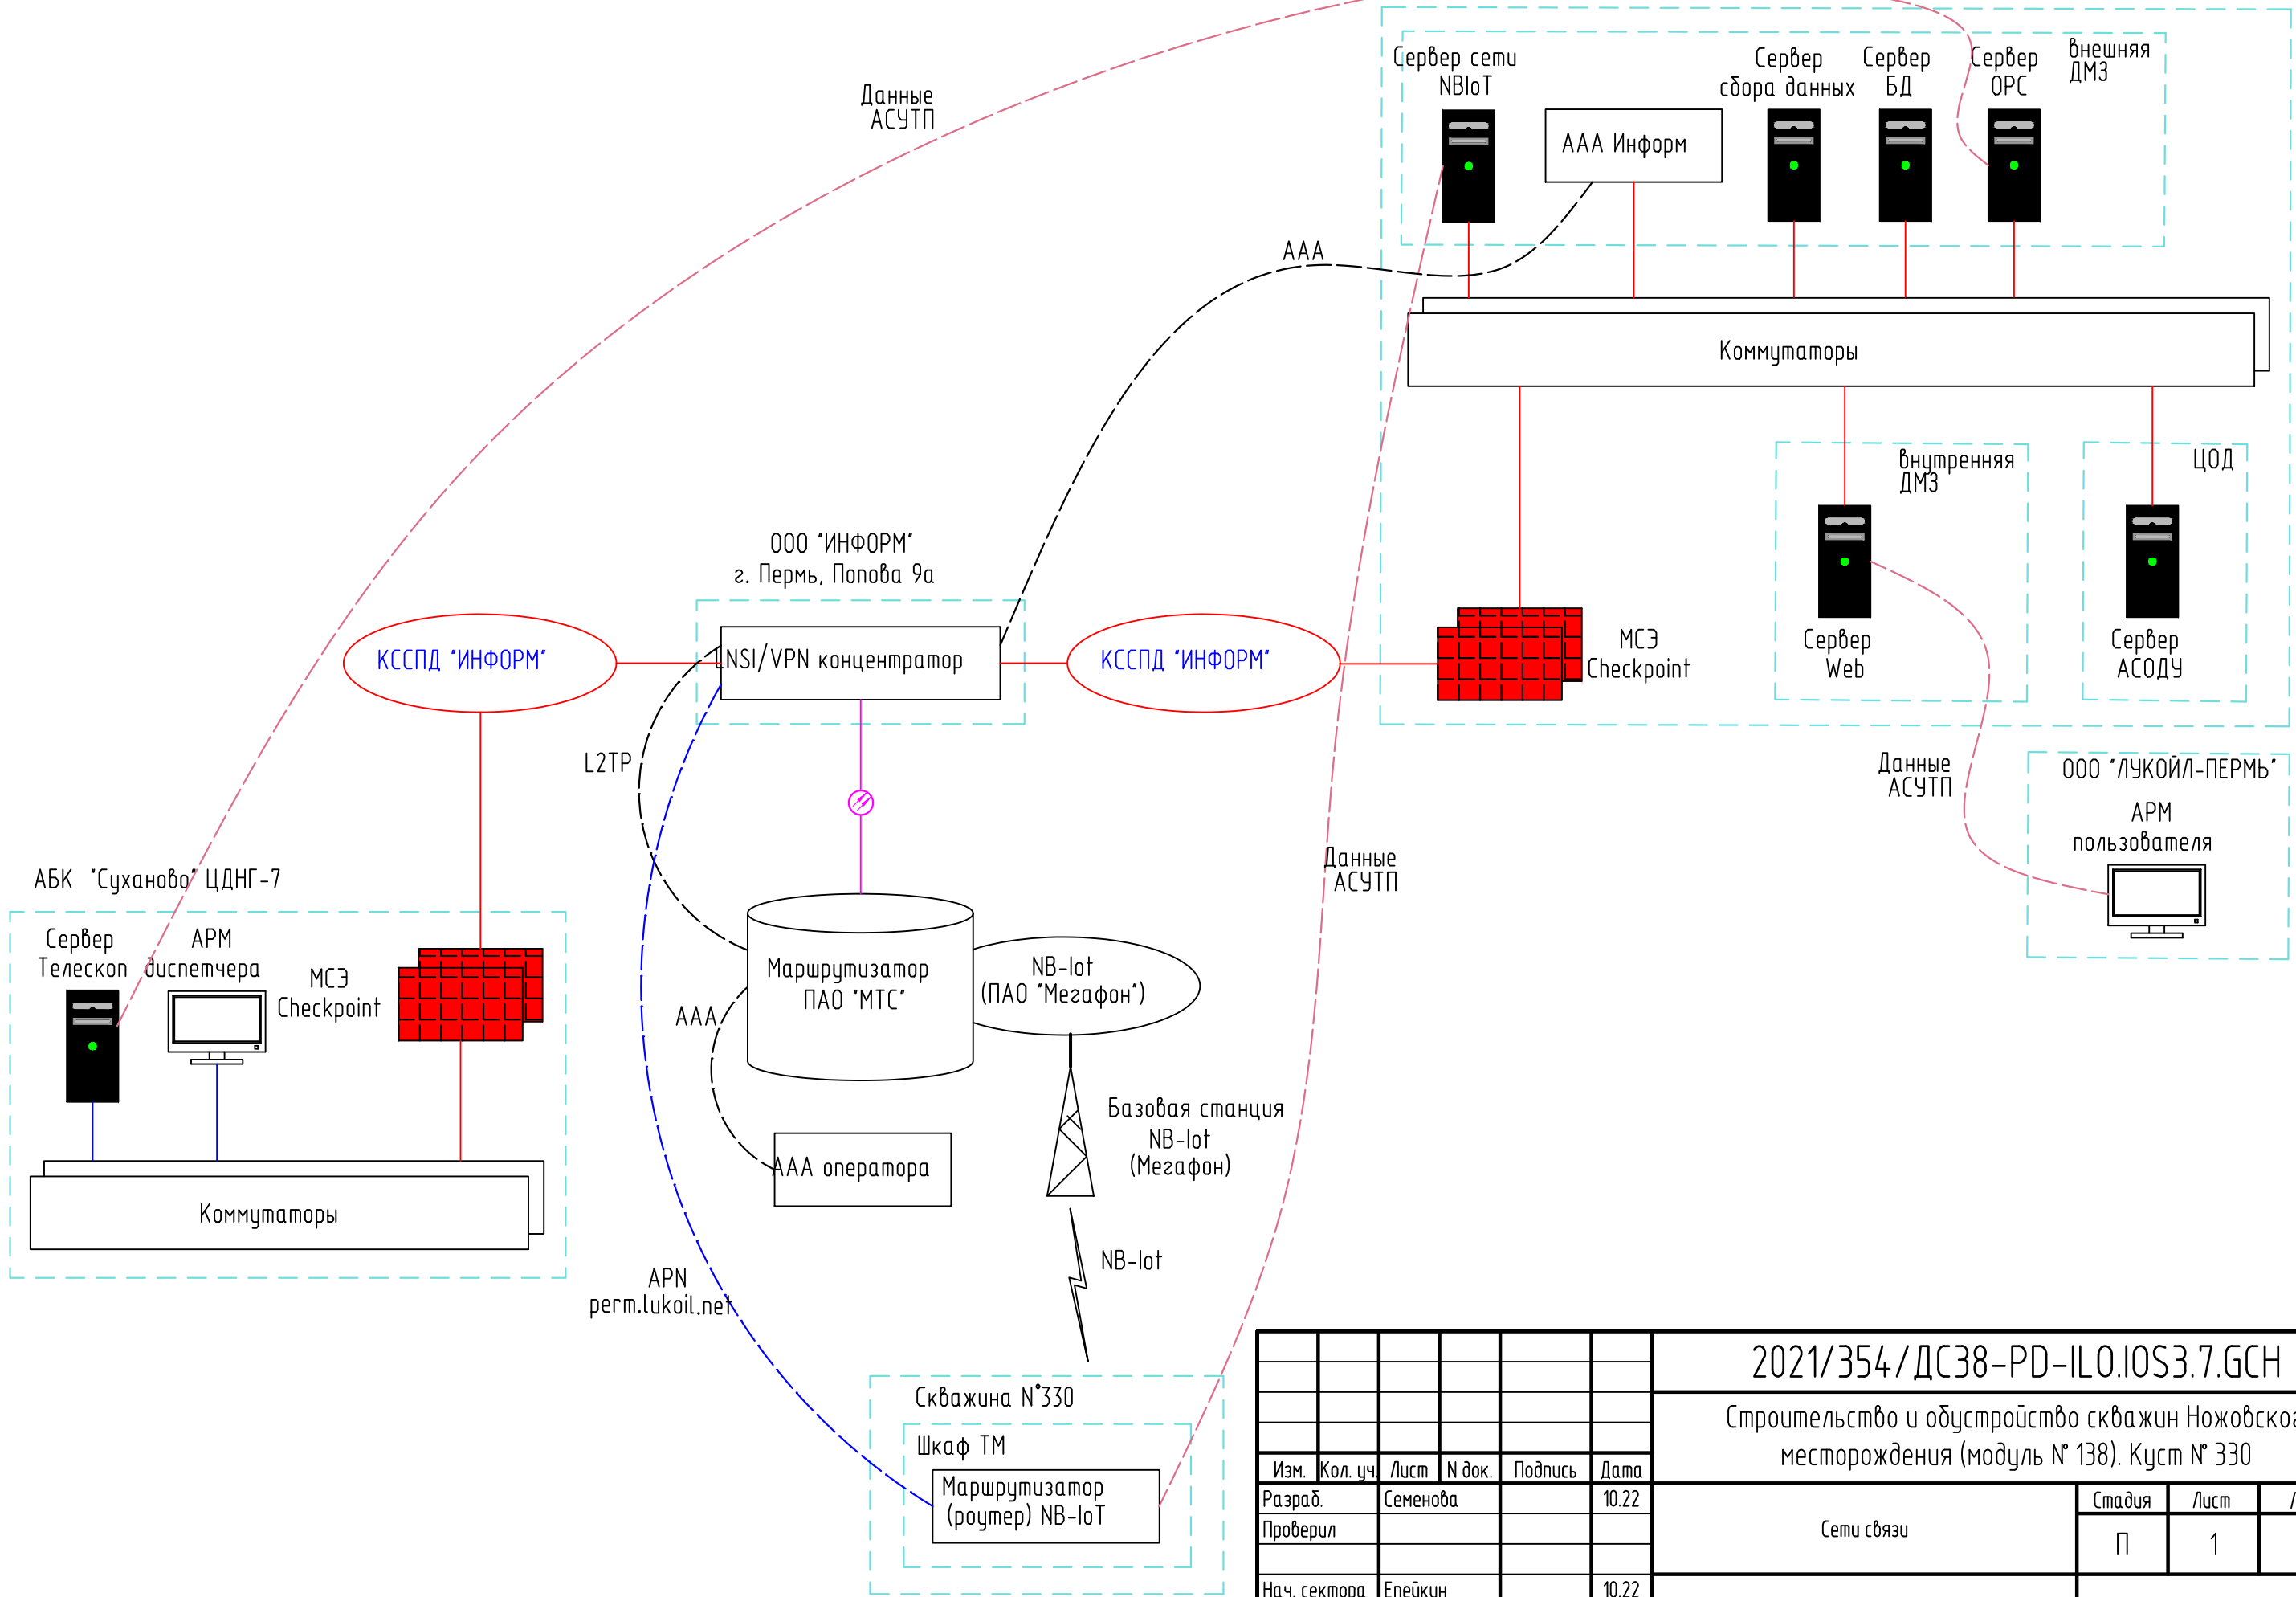 Данные
АСУТП
Сервер сети
NBIoT
ААА Информ
Сервер
сбора данных
Сервер
БД
Сервер
OPC
внешняя
ДМЗ
ААА
Коммутаторы
внутренняя
ДМЗ
ЦОД
Сервер
Web
Сервер
АСОДУ
МСЭ
Checkpoint
ООО "ИНФОРМ"
г. Пермь, Попова 9а
КССПД "ИНФОРМ"
LNSI/VPN концентратор
КССПД "ИНФОРМ"
L2TP
Данные
АСУТП
ООО "ЛУКОЙЛ-ПЕРМЬ"
АРМ
пользователя
Данные
АСУТП
АБК "Суханово" ЦДНГ-7
Сервер
Телескоп
АРМ
диспетчера
МСЭ
Checkpoint
Коммутаторы
Маршрутизатор
ПАО "МТС"
NB-Iot
(ПАО "Мегафон")
ААА
ААА оператора
Базовая станция
NB-Iot
(Мегафон)
NB-Iot
APN
perm.lukoil.net
Скважина N°330
Шкаф ТМ
Маршрутизатор
(роутер) NB-IoT
2021/354/ДС38-PD-ILO.IOS3.7.GCH
Строительство и обустройство скважин Ножовского
месторождения (модуль № 138). Куст № 330
Изм. Кол. уч. Лист N док. Подпись Дата
Разраб. Семенова 10.22
Проверил
Сети связи
Стадия Лист
П 1
Нач. сектора Епейкин 10.22